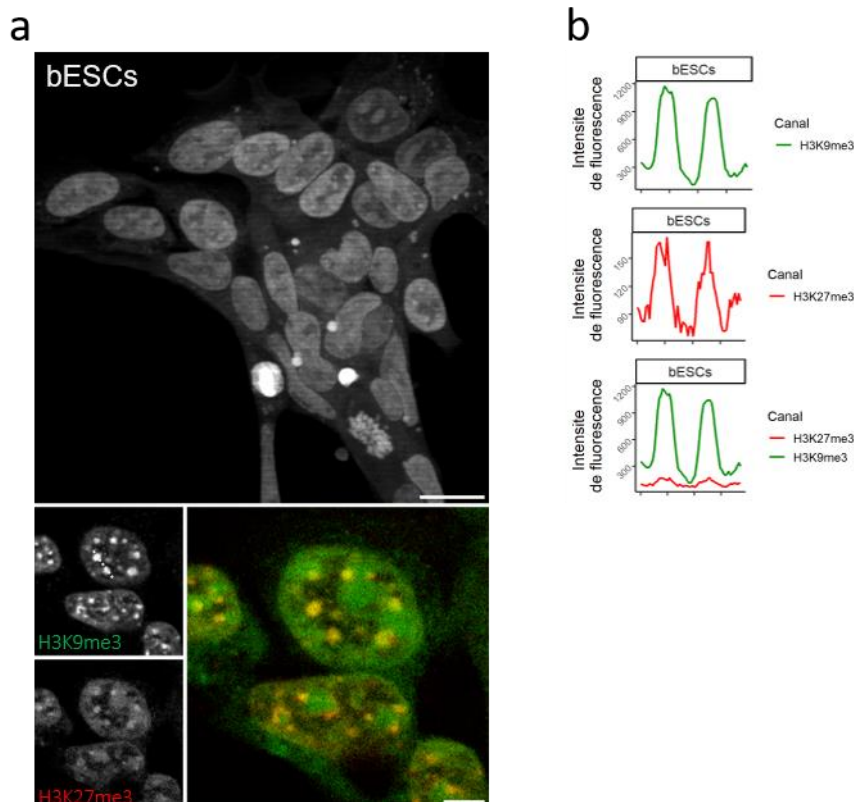 a
bESCs
H3K9me3
H3K27me3
b
bESCs
1200
900
600
300
Intensite
de fluorescence
Canal
H3K9me3
bESCs
150
120
90
Intensite
de fluorescence
Canal
H3K27me3
bESCs
1200
900
600
300
Intensite
de fluorescence
Canal
H3K27me3
H3K9me3